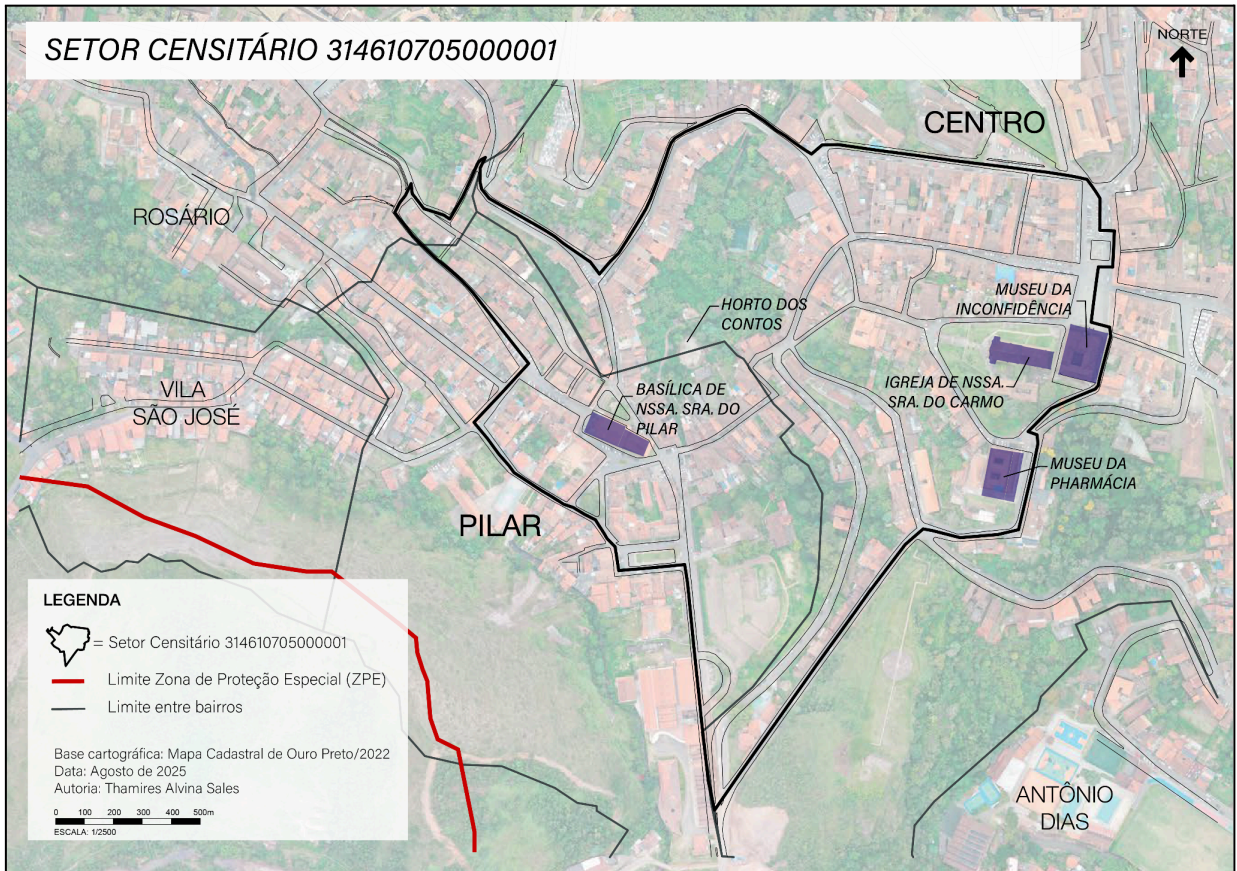 SETOR CENSITÁRIO 314610705000001
NORTE
CENTRO
ROSÁRIO
HORTO DOS
CONTOS
MUSEU DA
INCONFIDÊNCIA
VILA
SÃO JOSÉ
BASÍLICA DE
NSSA. SRA. DO
PILAR
IGREJA DE NSSA.
SRA. DO CARMO
MUSEU DA
PHARMÁCIA
PILAR
LEGENDA
= Setor Censitário 314610705000001
Limite Zona de Proteção Especial (ZPE)
Limite entre bairros
Base cartográfica: Mapa Cadastral de Ouro Preto/2022
Data: Agosto de 2025
Autoria: Thamires Alvina Sales
0 100 200 300 400 500m
ESCALA: 1/2500
ANTÔNIO
DIAS